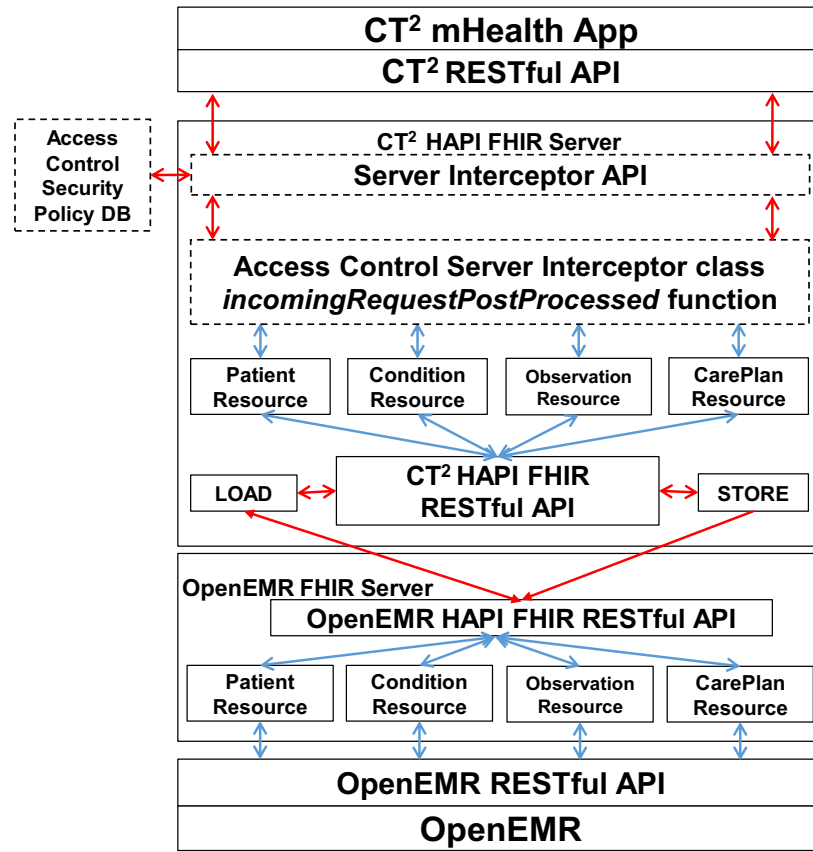 CT² mHealth App
CT² RESTful API
Access
Control
Security
Policy DB
CT² HAPI FHIR Server
Server Interceptor API
Access Control Server Interceptor class
incomingRequestPostProcessed function
Patient
Resource
Condition
Resource
Observation
Resource
CarePlan
Resource
LOAD
CT² HAPI FHIR
RESTful API
STORE
OpenEMR FHIR Server
OpenEMR HAPI FHIR RESTful API
Patient
Resource
Condition
Resource
Observation
Resource
CarePlan
Resource
OpenEMR RESTful API
OpenEMR